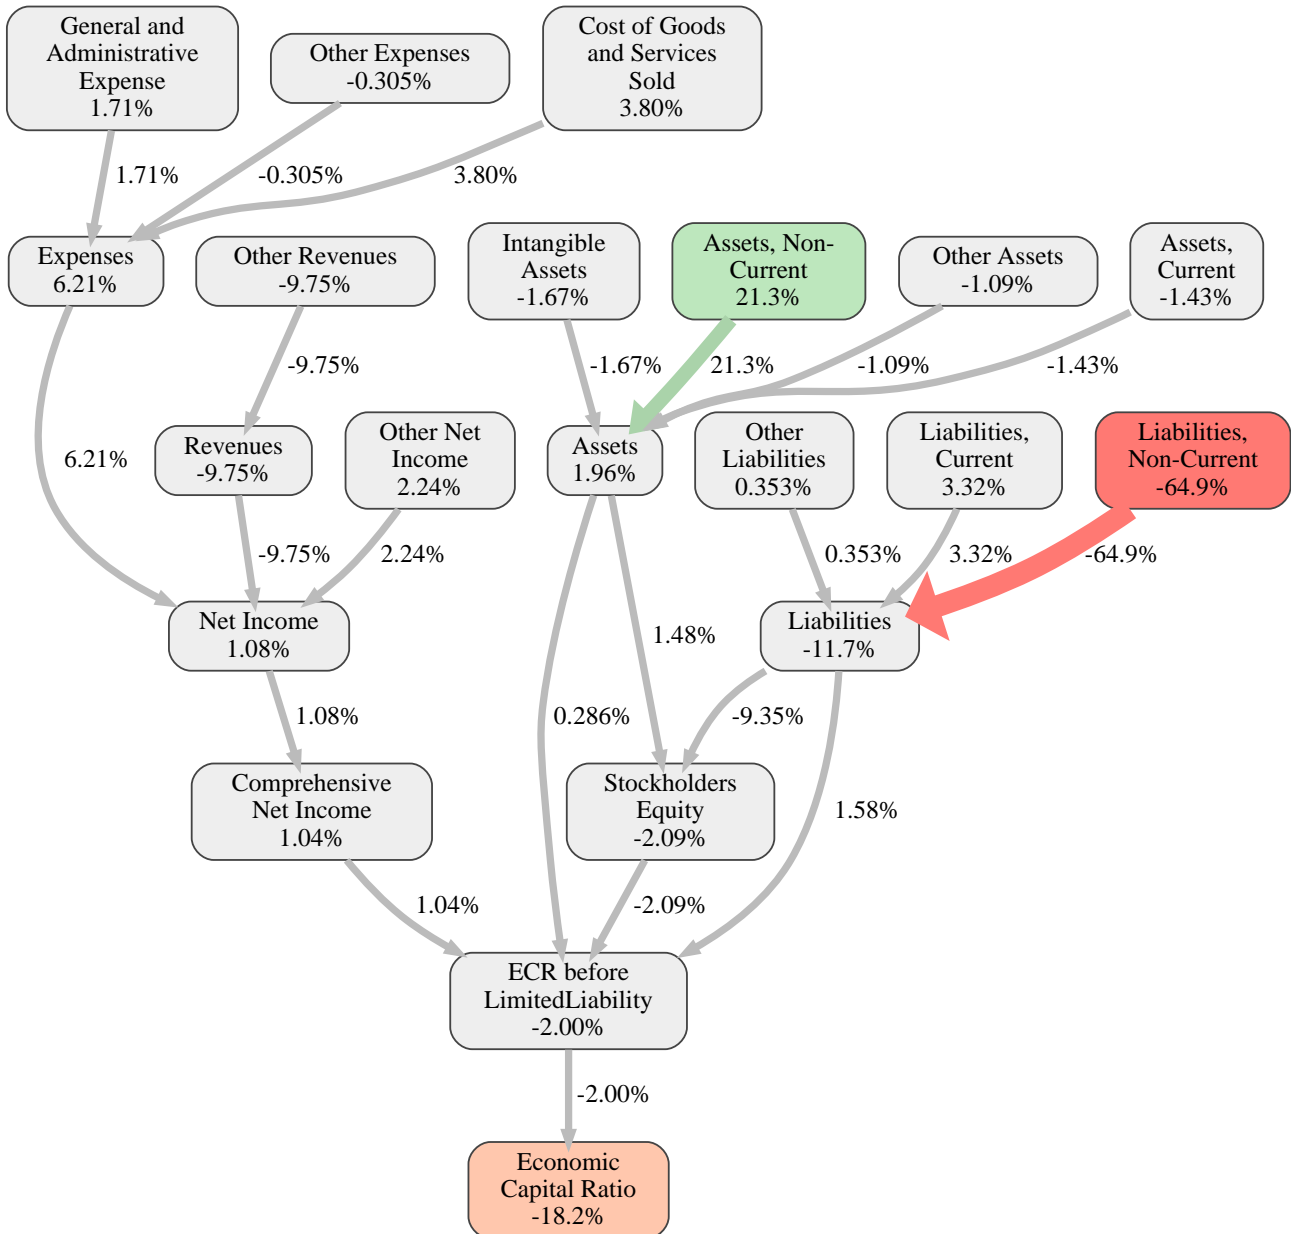 General and
Administrative
Expense
1.71%
Other Expenses
-0.305%
Cost of Goods
and Services
Sold
3.80%
1.71%
-0.305%
3.80%
Expenses
6.21%
Other Revenues
-9.75%
Intangible
Assets
-1.67%
Assets, Non-
Current
21.3%
Other Assets
-1.09%
Assets,
Current
-1.43%
-9.75%
-1.67%
21.3%
-1.09%
-1.43%
6.21%
Revenues
-9.75%
Other Net
Income
2.24%
Assets
1.96%
Other
Liabilities
0.353%
Liabilities,
Current
3.32%
Liabilities,
Non-Current
-64.9%
-9.75%
2.24%
0.353%
3.32%
-64.9%
Net Income
1.08%
1.48%
Liabilities
-11.7%
1.08%
0.286%
-9.35%
Comprehensive
Net Income
1.04%
Stockholders
Equity
-2.09%
1.58%
1.04%
-2.09%
ECR before
LimitedLiability
-2.00%
-2.00%
Economic
Capital Ratio
-18.2%